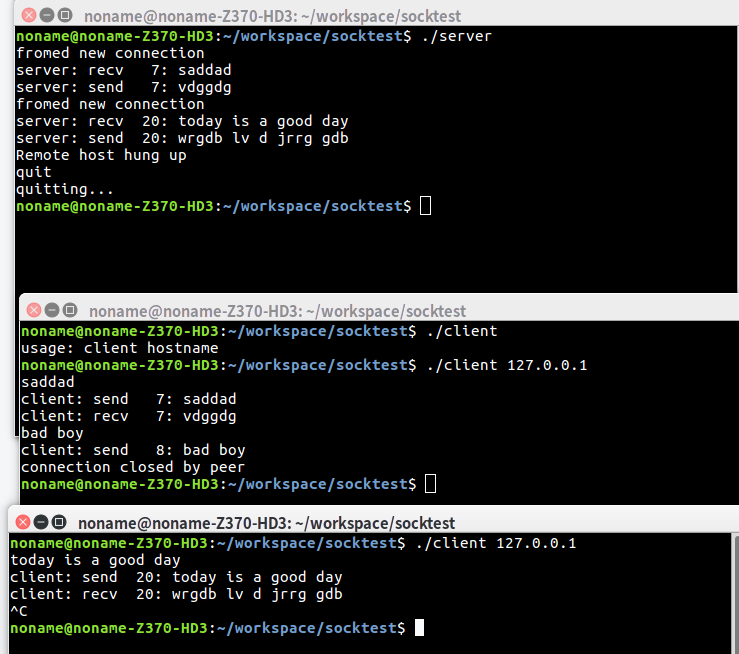 noname@noname-Z370-HD3: ~/workspace/socktest
noname@noname-Z370-HD3:~/workspace/socktest$ ./server
fromed new connection
server: recv   7: saddad
server: send   7: vdggdg
fromed new connection
server: recv  20: today is a good day
server: send  20: wrgdb lv d jrrg gdb
Remote host hung up
quit
quitting...
noname@noname-Z370-HD3:~/workspace/socktest$
noname@noname-Z370-HD3: ~/workspace/socktest
noname@noname-Z370-HD3:~/workspace/socktest$ ./client
usage: client hostname
noname@noname-Z370-HD3:~/workspace/socktest$ ./client 127.0.0.1
saddad
client: send   7: saddad
client: recv   7: vdggdg
bad boy
client: send   8: bad boy
connection closed by peer
noname@noname-Z370-HD3:~/workspace/socktest$
noname@noname-Z370-HD3: ~/workspace/socktest
noname@noname-Z370-HD3:~/workspace/socktest$ ./client 127.0.0.1
today is a good day
client: send  20: today is a good day
client: recv  20: wrgdb lv d jrrg gdb
^C
noname@noname-Z370-HD3:~/workspace/socktest$